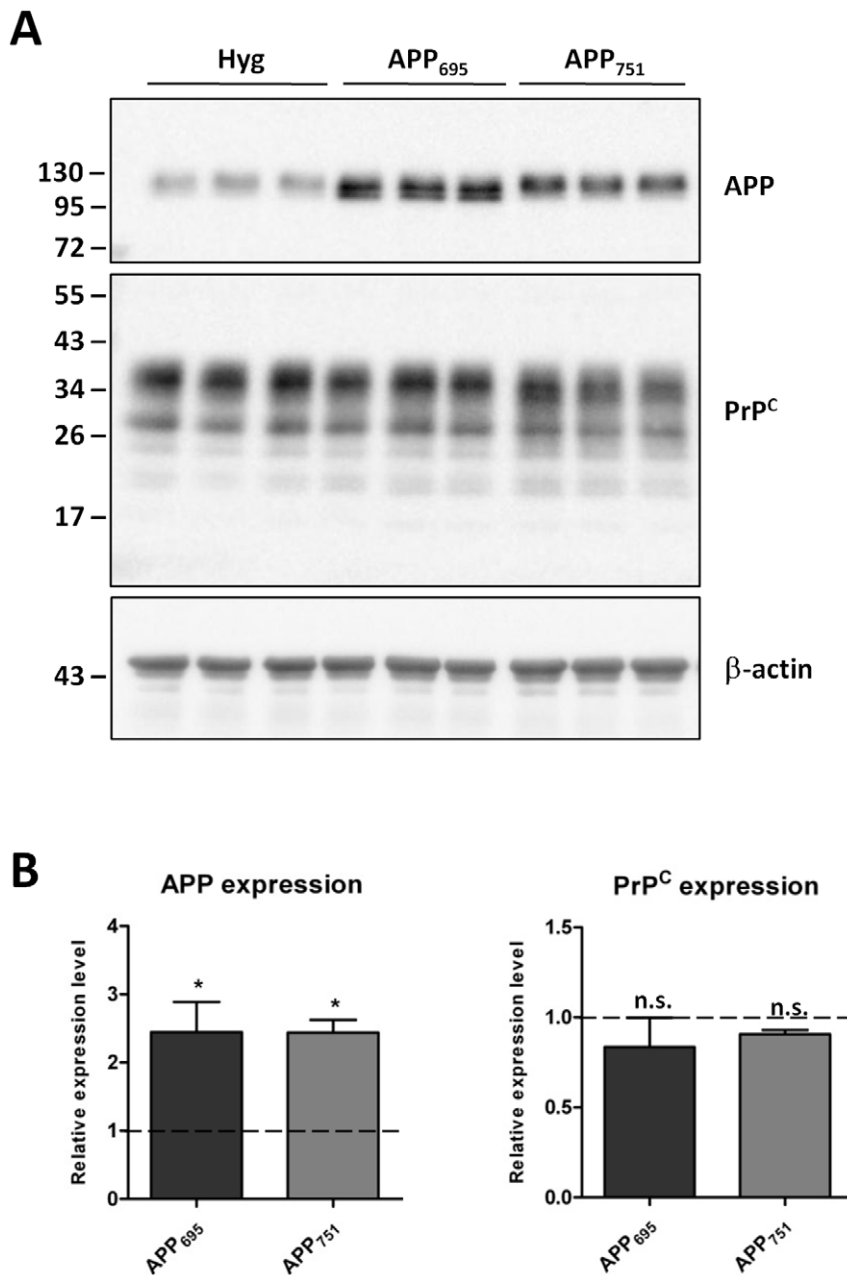 A
Hyg APP695 APP751
130
95
72
APP
55
43
34
26
17
PrPC
43
β-actin
B
APP expression
Relative expression level
4
3
2
1
0
*
*
APP695
APP751
PrPC expression
Relative expression level
1.5
1.0
0.5
0.0
n.s.
n.s.
APP695
APP751